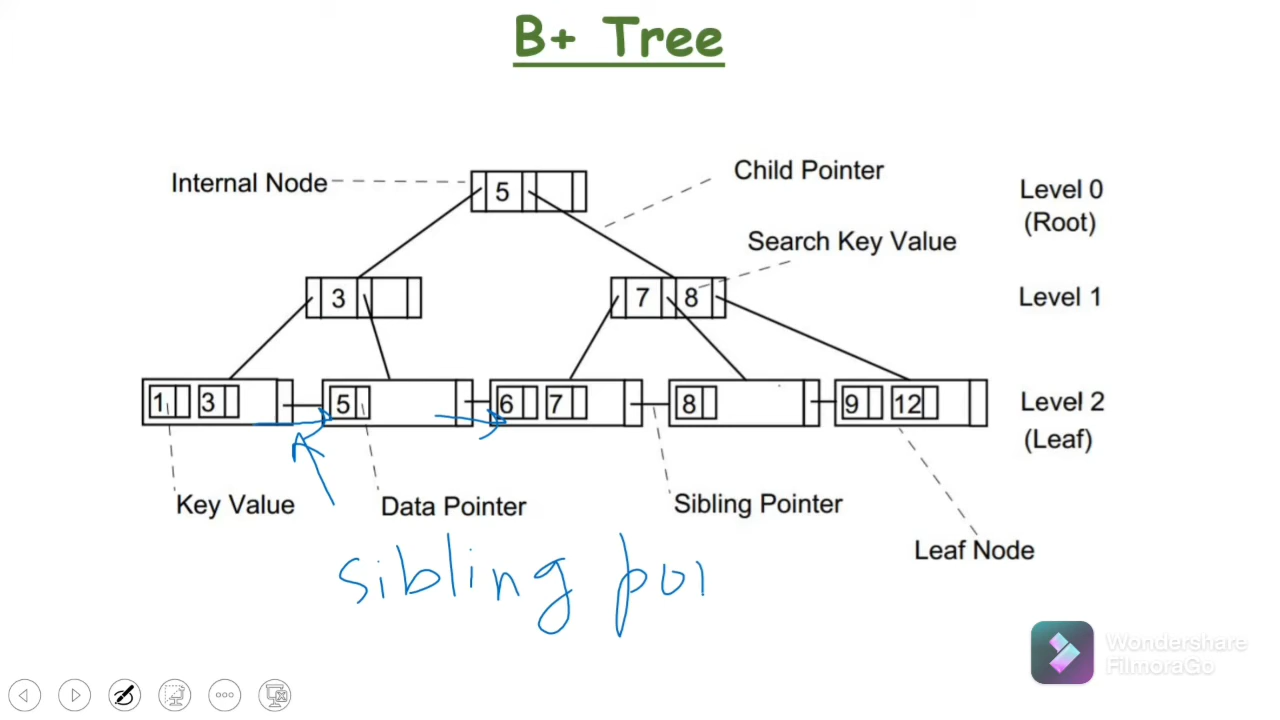 B+ Tree
Internal Node
5
Child Pointer
Level 0
(Root)
Search Key Value
3
7 8
Level 1
1 3 5 6 7 8 9 12
Level 2
(Leaf)
Key Value
Data Pointer
Sibling Pointer
Leaf Node
sibling poi
Wondershare
FilmoraGo